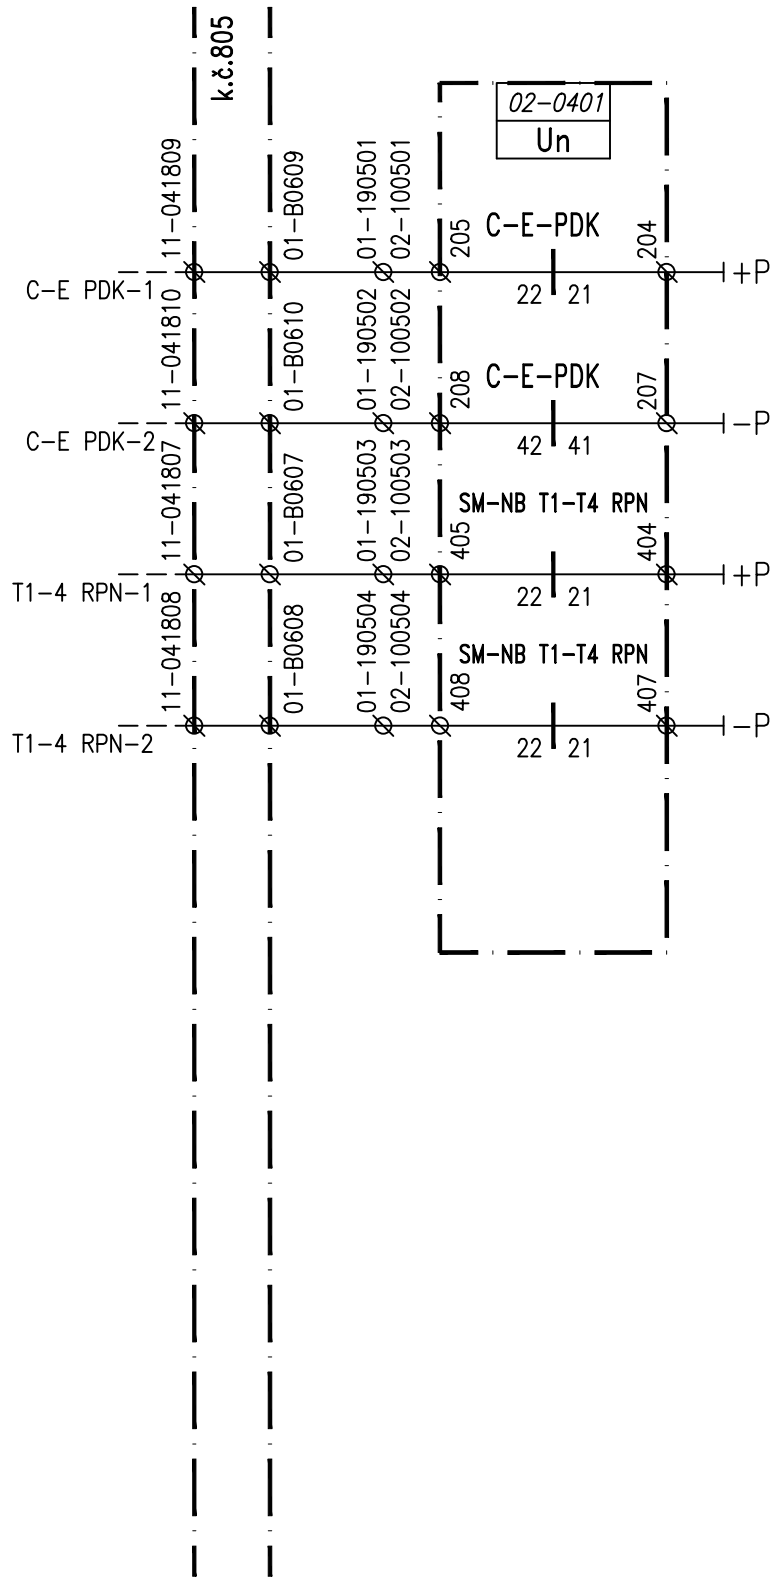 k.č.805
02-0401
Un
11-041809
01-B0609
01-190501
02-100501
205
C-E-PDK
204
C-E PDK-1
22 21
+P
11-041810
01-B0610
01-190502
02-100502
208
C-E-PDK
207
C-E PDK-2
42 41
-P
11-041807
01-B0607
01-190503
02-100503
405
SM-NB T1-T4 RPN
404
T1-4 RPN-1
22 21
+P
11-041808
01-B0608
01-190504
02-100504
408
SM-NB T1-T4 RPN
407
T1-4 RPN-2
22 21
-P